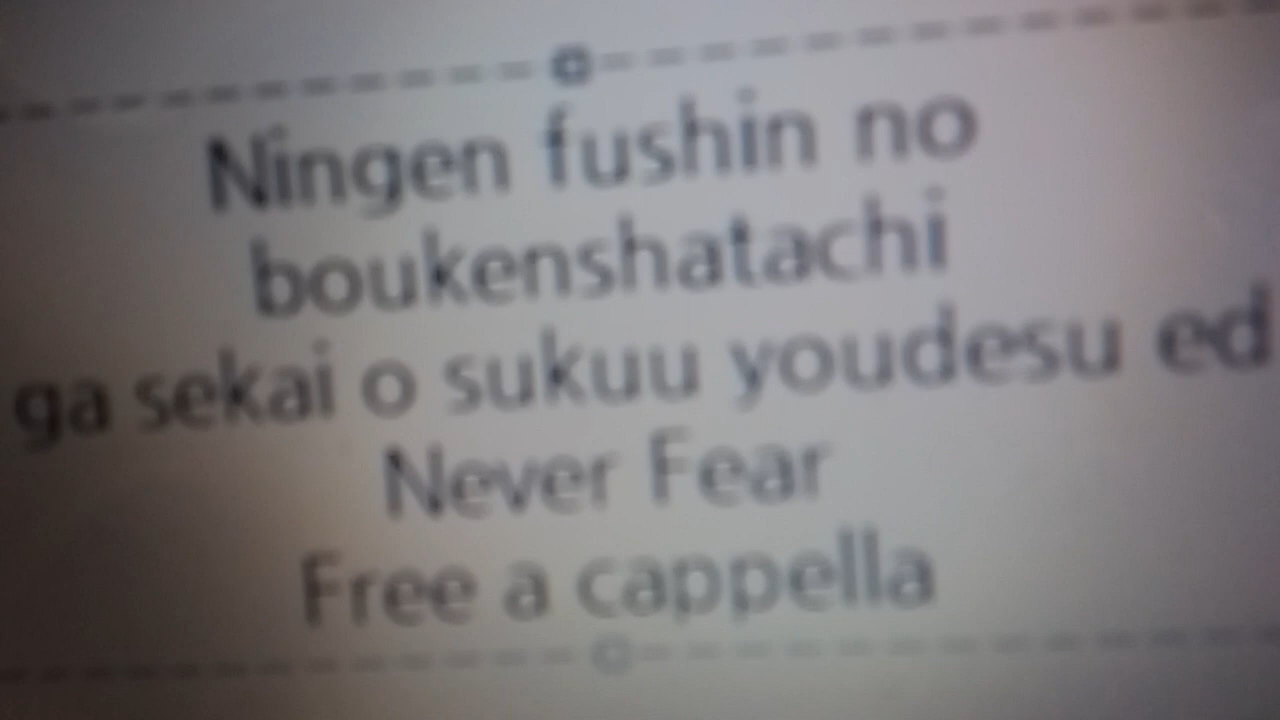 Ningen fushin no
boukenshatachi
ga sekai o sukuu youdesu ed
Never Fear
Free a cappella